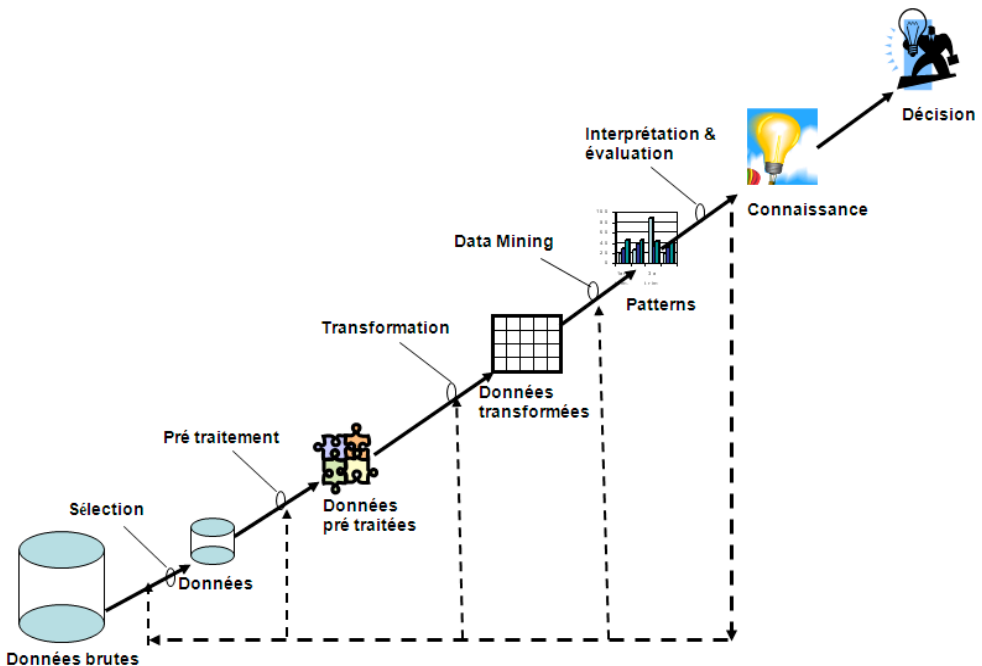 Décision
Interprétation &
évaluation
Connaissance
Data Mining
Patterns
Transformation
Données
transformées
Pré traitement
Données
pré traitées
Sélection
Données
Données brutes